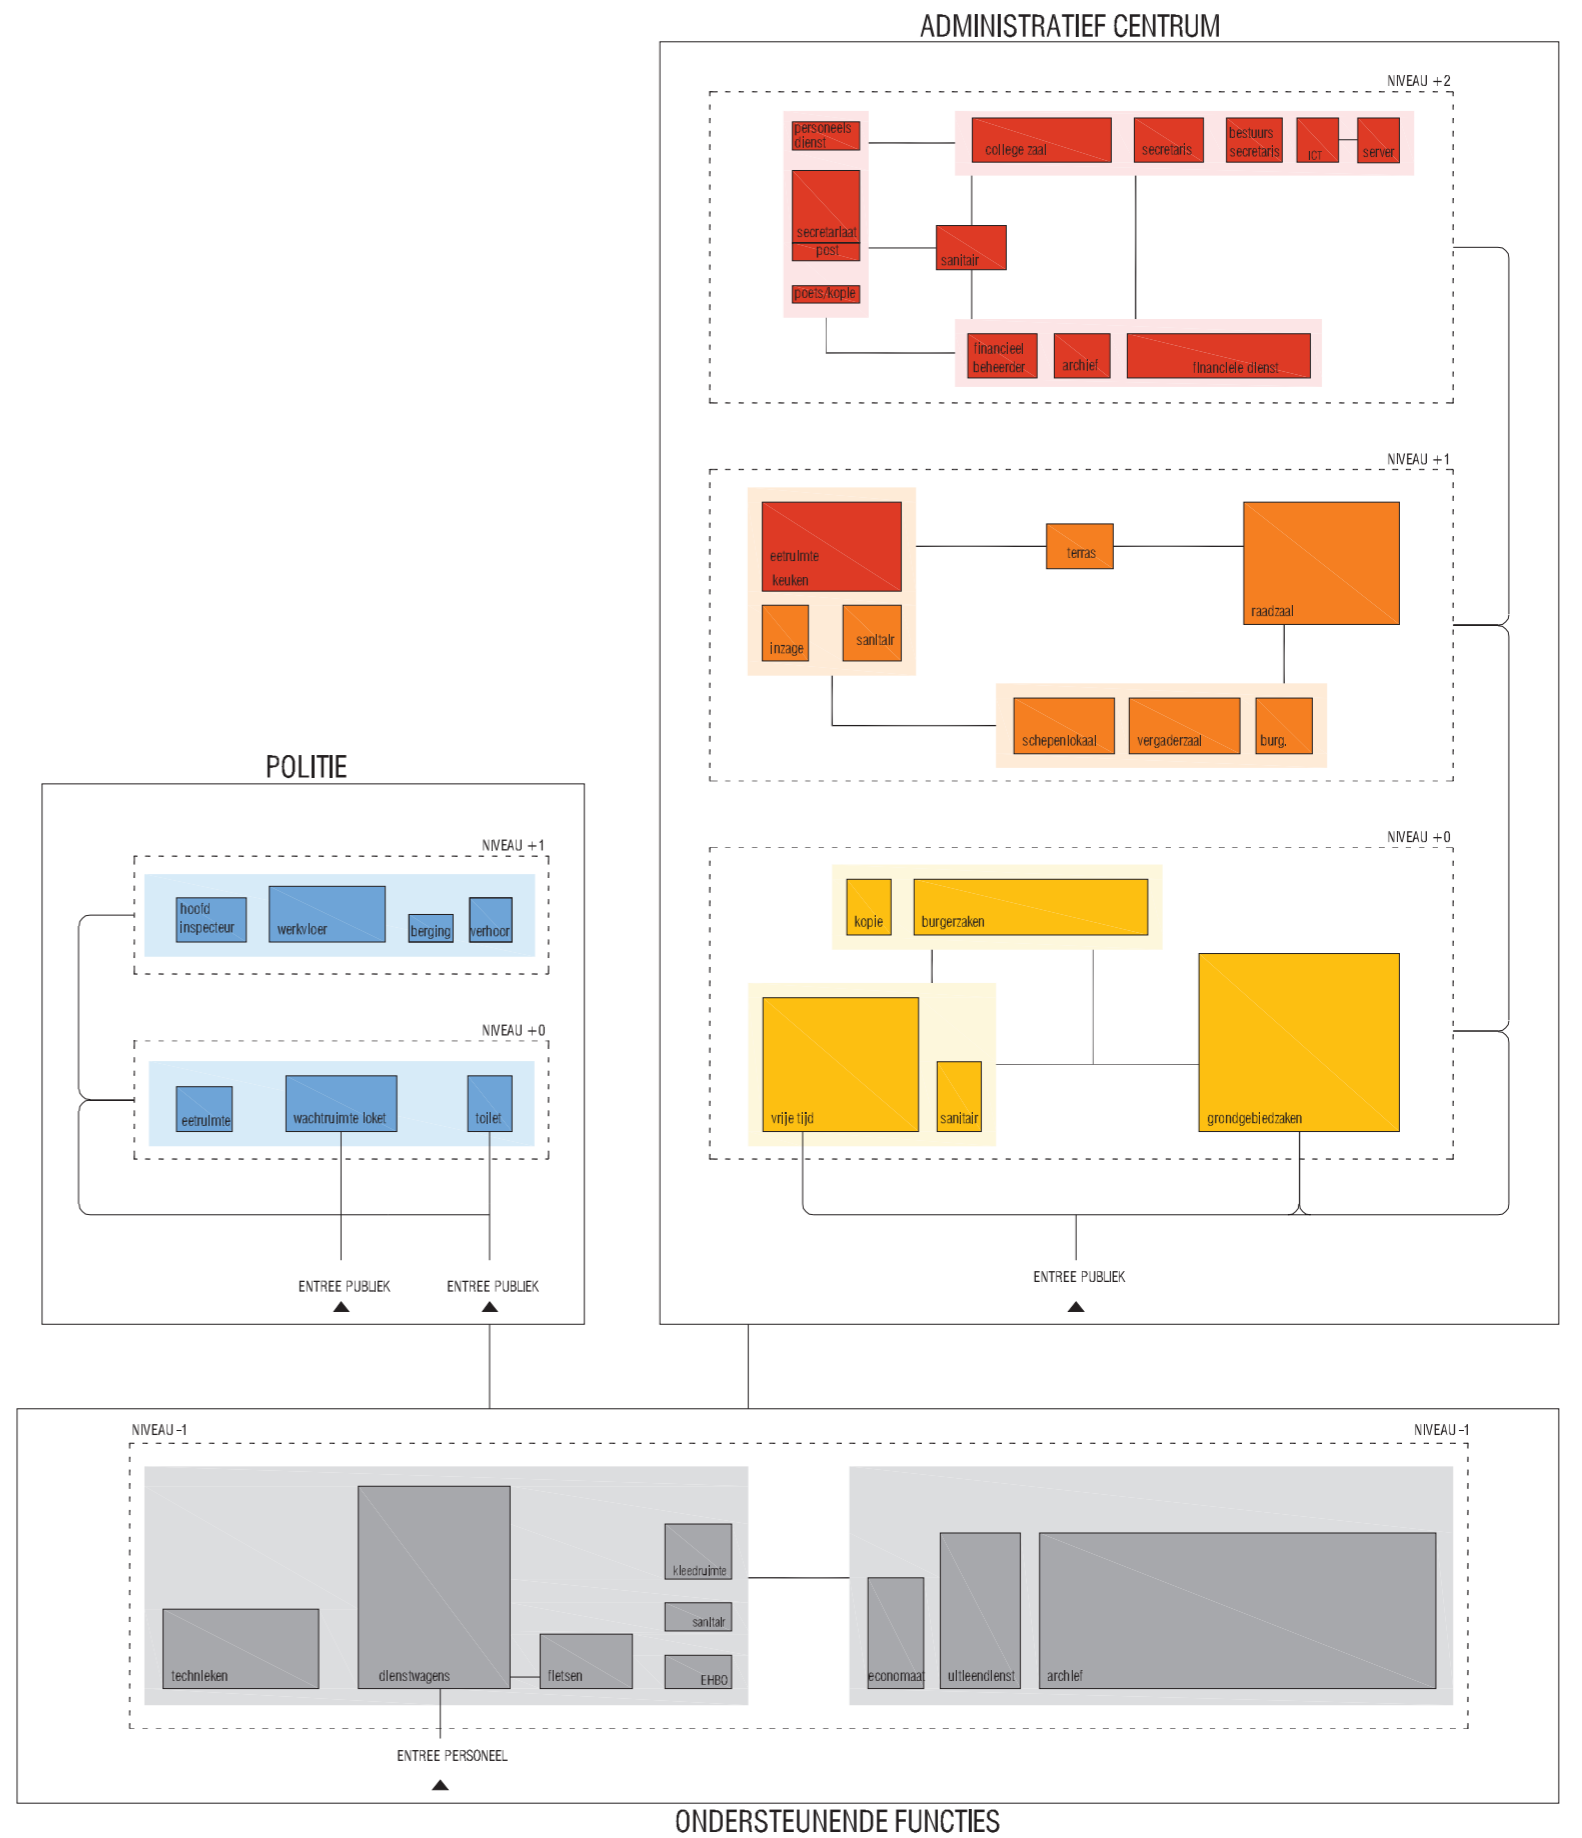 ADMINISTRATIEF CENTRUM
NIVEAU +2
personeels
dienst
college zaal
secretaris
bestuurs
secretaris
ICT
server
secretariaat
post
sanitair
poets/kopie
financieel
beheerder
archief
financiele dienst
NIVEAU +1
eetruimte
keuken
terras
raadzaal
inzage
sanitair
schepenlokaal
vergaderzaal
burg.
POLITIE
NIVEAU +1
hoofd
inspecteur
werkvloer
berging
verhoor
NIVEAU +0
eetruimte
wachtruimte loket
toilet
ENTREE PUBLIEK
ENTREE PUBLIEK
NIVEAU +0
kopie
burgerzaken
vrije tijd
sanitair
grondgebiedzaken
ENTREE PUBLIEK
NIVEAU -1
NIVEAU -1
kleedruimte
sanitair
technieken
dienstwagens
fietsen
EHBO
economaat
uitleendienst
archief
ENTREE PERSONEEL
ONDERSTEUNENDE FUNCTIES